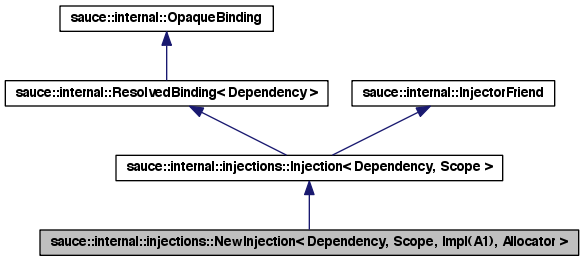 sauce::internal::OpaqueBinding
sauce::internal::ResolvedBinding< Dependency >
sauce::internal::InjectorFriend
sauce::internal::injections::Injection< Dependency, Scope >
sauce::internal::injections::NewInjection< Dependency, Scope, Impl(A1), Allocator >